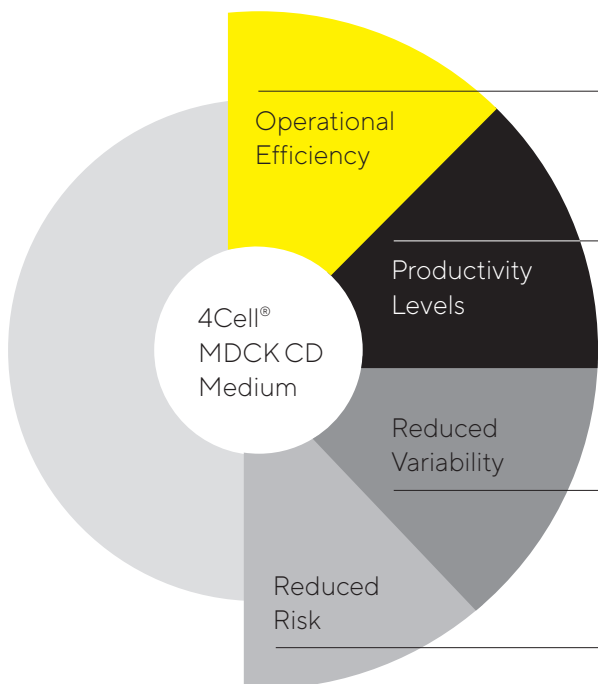 Operational
Efficiency
Productivity
Levels
4Cell®
MDCK CD
Medium
Reduced
Variability
Reduced
Risk